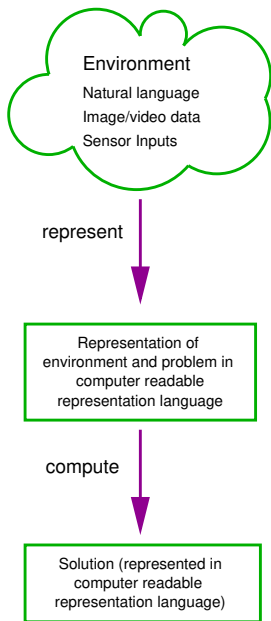 Environment
Natural language
Image/video data
Sensor Inputs
represent
Representation of
environment and problem in
computer readable
representation language
compute
Solution (represented in
computer readable
representation language)